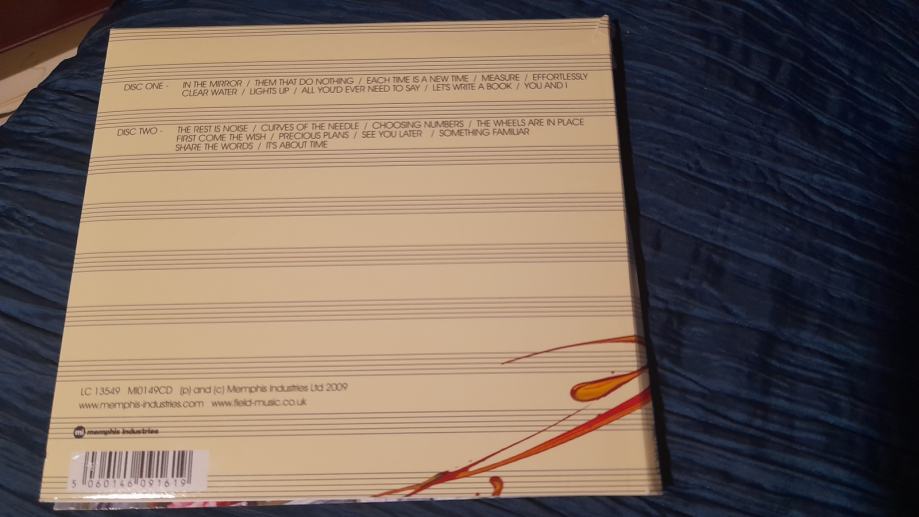 DISC ONE - IN THE MIRROR / THEM THAT DO NOTHING / EACH TIME IS A NEW TIME / MEASURE / EFFORTLESSLY
CLEAR WATER / LIGHTS UP / ALL YOU'D EVER NEED TO SAY / LET'S WRITE A BOOK / YOU AND I
DISC TWO - THE REST IS NOISE / CURVES OF THE NEEDLE / CHOOSING NUMBERS / THE WHEELS ARE IN PLACE
FIRST COME THE WISH / PRECIOUS PLANS / SEE YOU LATER / SOMETHING FAMILIAR
SHARE THE WORDS / IT'S ABOUT TIME
LC 13549 MI0149CD (p) and (c) Memphis Industries Ltd 2009
www.memphis-industries.com www.field-music.co.uk
mi memphis industries
5 060146 091619